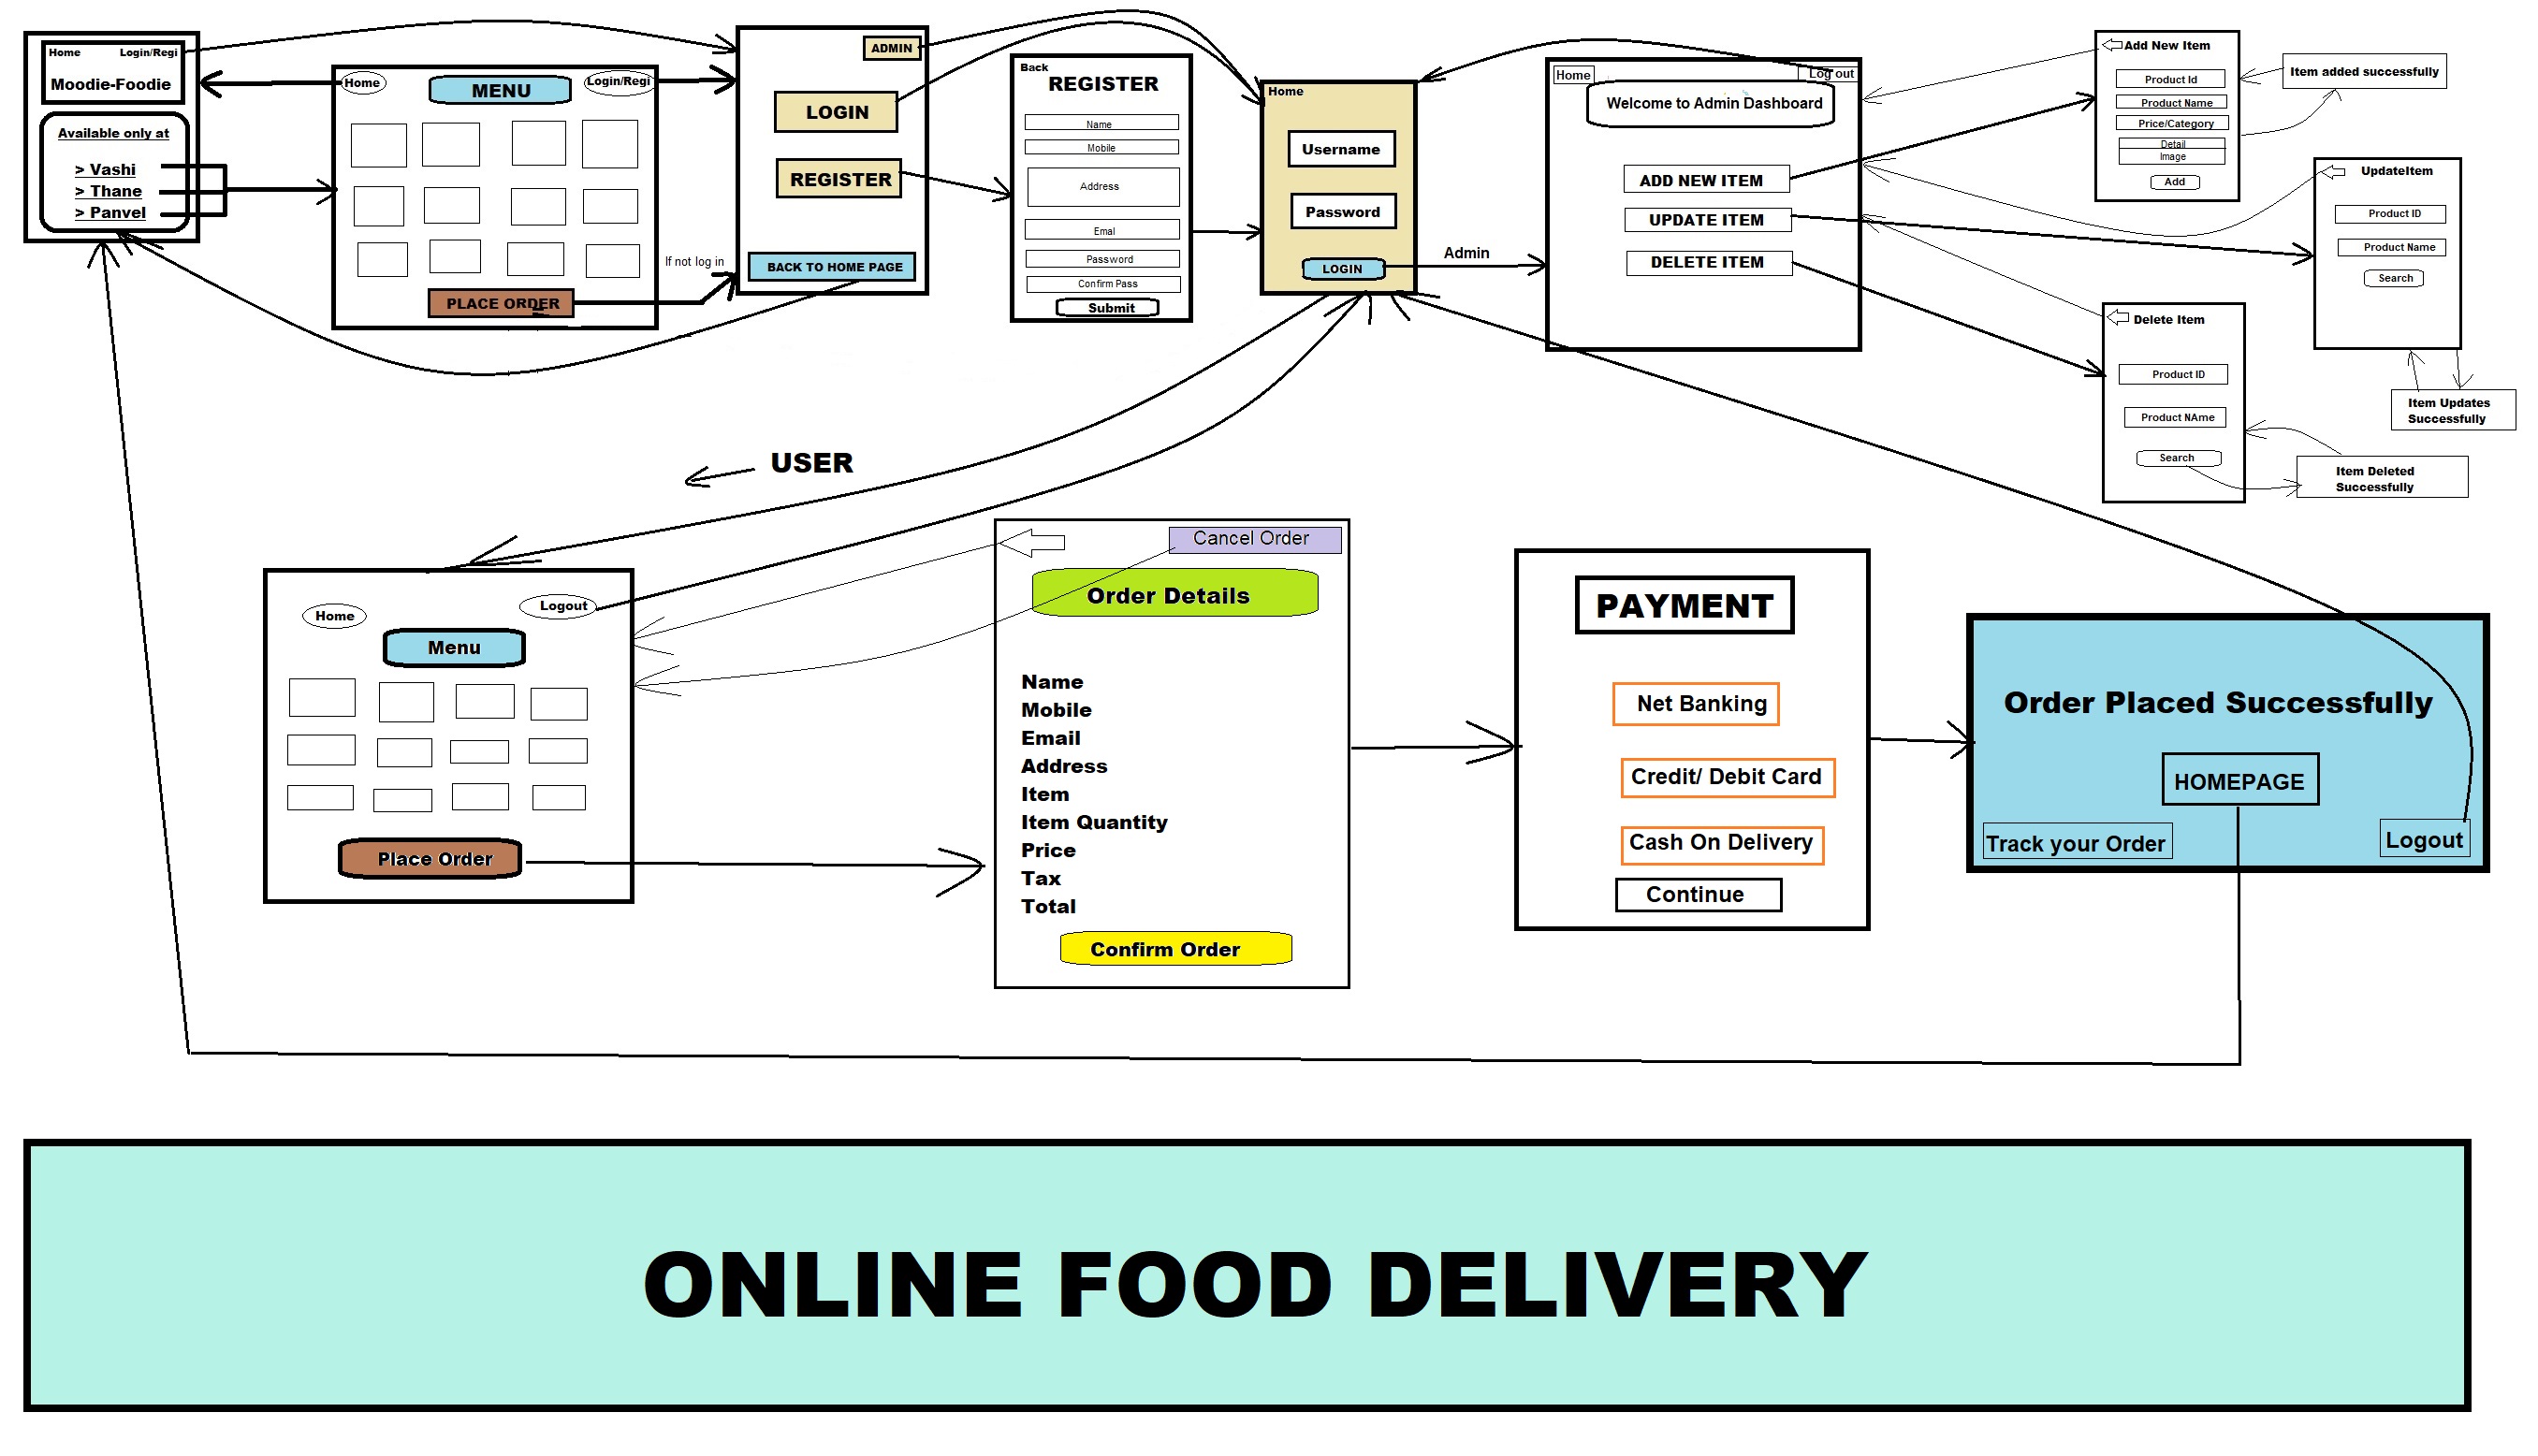 Home Login/Regi
Moodie-Foodie
Available only at
> Vashi
> Thane
> Panvel
Home MENU Login/Regi
PLACE ORDER
If not log in
ADMIN
LOGIN
REGISTER
BACK TO HOME PAGE
Back
REGISTER
Name
Mobile
Address
Emal
Password
Confirm Pass
Submit
Home
Username
Password
LOGIN
Admin
Home Log out
Welcome to Admin Dashboard
ADD NEW ITEM
UPDATE ITEM
DELETE ITEM
Add New Item
Product Id
Product Name
Price/Category
Detail
Image
Add
Item added successfully
UpdateItem
Product ID
Product Name
Search
Item Updates
Successfully
Delete Item
Product ID
Product NAme
Search
Item Deleted
Successfully
USER
Home Logout
Menu
Place Order
Cancel Order
Order Details
Name
Mobile
Email
Address
Item
Item Quantity
Price
Tax
Total
Confirm Order
PAYMENT
Net Banking
Credit/ Debit Card
Cash On Delivery
Continue
Order Placed Successfully
HOMEPAGE
Track your Order Logout
ONLINE FOOD DELIVERY